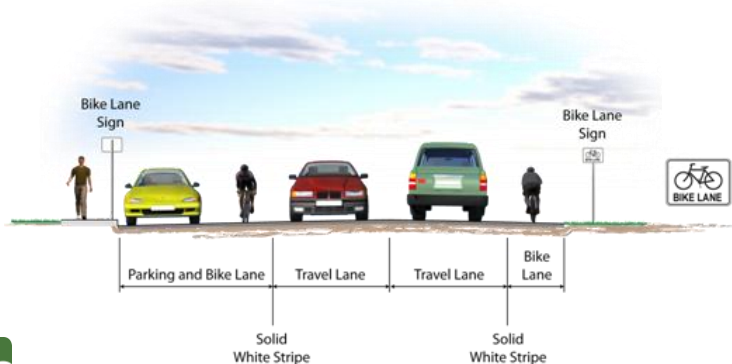 Bike Lane
Sign
Bike Lane
Sign
BIKE LANE
Parking and Bike Lane
Travel Lane
Travel Lane
Bike
Lane
Solid
White Stripe
Solid
White Stripe